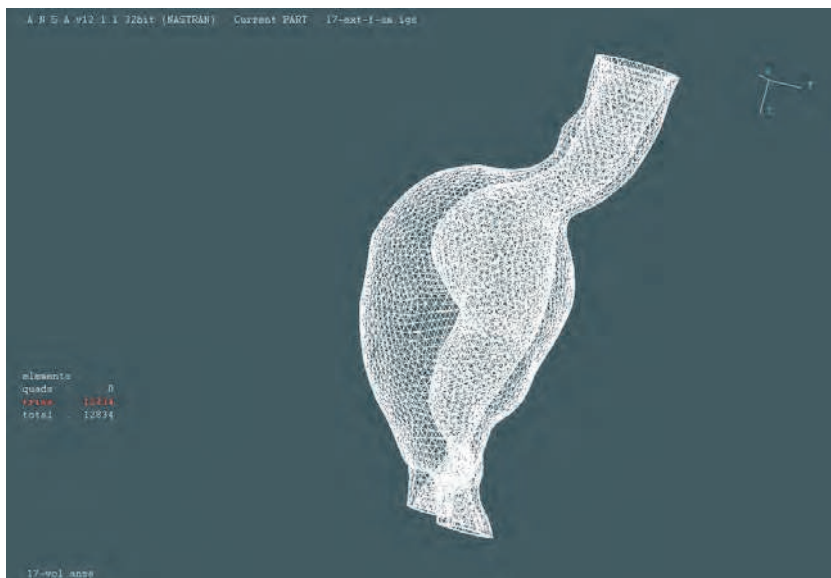 A N S A v12.1.1 32bit (NASTRAN) Current PART 17-ext-f-sm.igs
elements
quads 0
total 12834
17-vol ansa